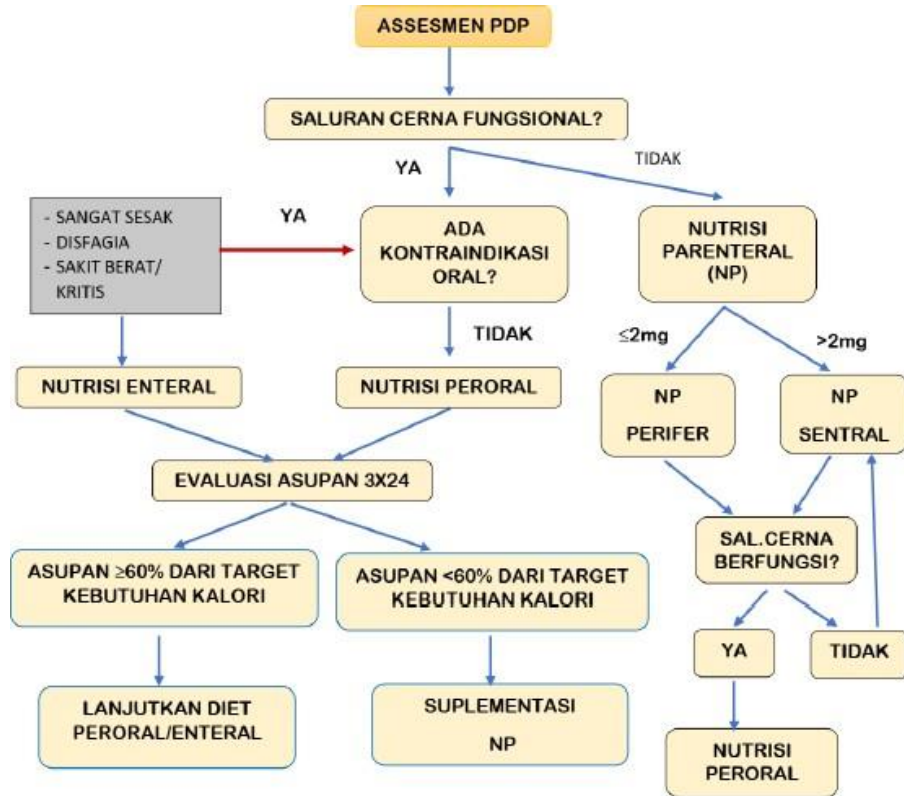 ASSESMEN PDP
SALURAN CERNA FUNGSIONAL?
YA
TIDAK
- SANGAT SESAK
- DISFAGIA
- SAKIT BERAT/
KRITIS
YA
ADA
KONTRAINDIKASI
ORAL?
NUTRISI
PARENTERAL
(NP)
TIDAK
≤2mg
>2mg
NUTRISI ENTERAL
NUTRISI PERORAL
NP
PERIFER
NP
SENTRAL
EVALUASI ASUPAN 3X24
SAL.CERNA
BERFUNGSI?
ASUPAN ≥60% DARI TARGET
KEBUTUHAN KALORI
ASUPAN <60% DARI TARGET
KEBUTUHAN KALORI
YA
TIDAK
LANJUTKAN DIET
PERORAL/ENTERAL
SUPLEMENTASI
NP
NUTRISI
PERORAL